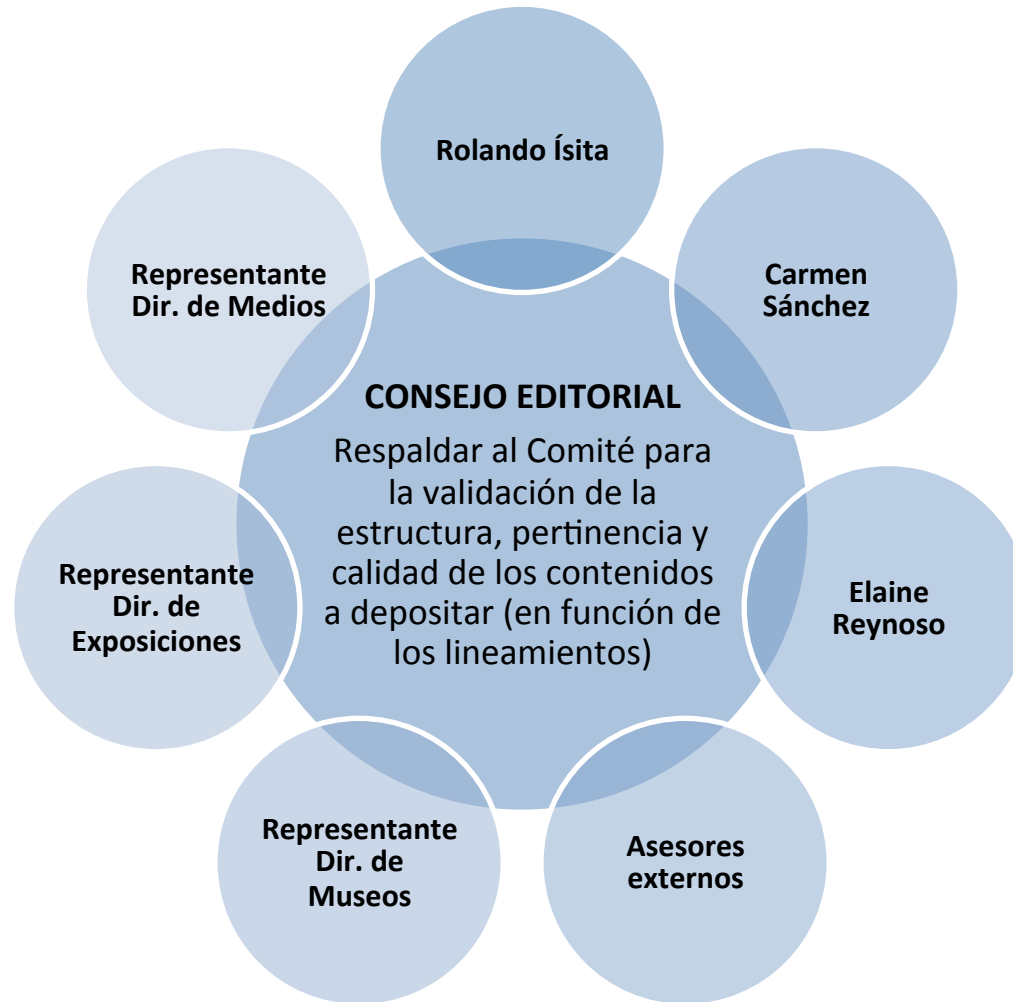 Rolando Ísita
Carmen
Sánchez
Elaine
Reynoso
Asesores
externos
Representante
Dir. de
Museos
Representante
Dir. de
Exposiciones
Representante
Dir. de Medios
CONSEJO EDITORIAL
Respaldar al Comité para
la validación de la
estructura, pertinencia y
calidad de los contenidos
a depositar (en función de
los lineamientos)